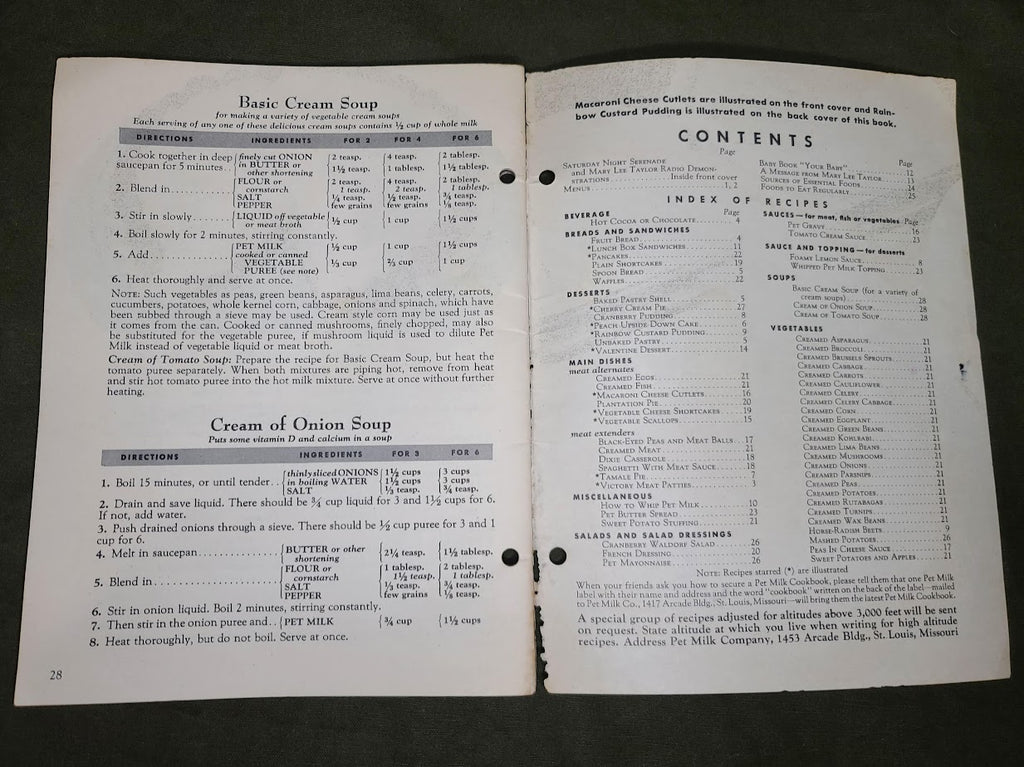 Basic Cream Soup
for making a variety of vegetable cream soups
Each serving of any one of these delicious cream soups contains ½ cup of whole milk
DIRECTIONS INGREDIENTS FOR 2 FOR 4 FOR 6
1. Cook together in deep { finely cut ONION { 2 teasp. { 4 teasp. { 2 tablesp.
saucepan for 5 minutes... in BUTTER or 1½ teasp. 1 tablesp. 1½ tablesp.
other shortening
2. Blend in............. { FLOUR or { 2 teasp. { 4 teasp. { 2 tablesp.
cornstarch 1 teasp. 2 teasp. 1 tablesp.
SALT ¼ teasp. ½ teasp. ¾ teasp.
PEPPER few grains few grains ⅛ teasp.
3. Stir in slowly........ { LIQUID off vegetable { ½ cup { 1 cup { 1½ cups
or meat broth
4. Boil slowly for 2 minutes, stirring constantly.
5. Add................. { PET MILK { ½ cup { 1 cup { 1½ cups
cooked or canned
VEGETABLE ⅓ cup ⅔ cup 1 cup
PUREE (see note)
6. Heat thoroughly and serve at once.
NOTE: Such vegetables as peas, green beans, asparagus, lima beans, celery, carrots,
cucumbers, potatoes, whole kernel corn, cabbage, onions and spinach, which have
been rubbed through a sieve may be used. Cream style corn may be used just as
it comes from the can. Cooked or canned mushrooms, finely chopped, may also
be substituted for the vegetable puree, if mushroom liquid is used to dilute Pet
Milk instead of vegetable liquid or meat broth.
Cream of Tomato Soup: Prepare the recipe for Basic Cream Soup, but heat the
tomato puree separately. When both mixtures are piping hot, remove from heat
and stir hot tomato puree into the hot milk mixture. Serve at once without further
heating.
Cream of Onion Soup
Puts some vitamin D and calcium in a soup
DIRECTIONS INGREDIENTS FOR 3 FOR 6
1. Boil 15 minutes, or until tender.. { thinly sliced ONIONS { 1½ cups { 3 cups
in boiling WATER 1½ cups 3 cups
SALT ⅓ teasp. ¾ teasp.
2. Drain and save liquid. There should be ¾ cup liquid for 3 and 1½ cups for 6.
If not, add water.
3. Push drained onions through a sieve. There should be ½ cup puree for 3 and 1
cup for 6.
4. Melt in saucepan............... { BUTTER or other { 2¼ teasp. { 1½ tablesp.
shortening
5. Blend in....................... { FLOUR or { 1 tablesp. { 2 tablesp.
cornstarch 1½ teasp. 1 tablesp.
SALT ⅓ teasp. ¾ teasp.
PEPPER few grains ⅛ teasp.
6. Stir in onion liquid. Boil 2 minutes, stirring constantly.
7. Then stir in the onion puree and.. { PET MILK { ¾ cup { 1½ cups
8. Heat thoroughly, but do not boil. Serve at once.
28
Macaroni Cheese Cutlets are illustrated on the front cover and Rain-
bow Custard Pudding is illustrated on the back cover of this book.
CONTENTS
Page
SATURDAY NIGHT SERENADE
AND MARY LEE TAYLOR RADIO DEMON-
STRATIONS..........Inside front cover
MENUS..............1, 2
Page
BABY BOOK "YOUR BABY"..........12
A MESSAGE FROM MARY LEE TAYLOR....13
SOURCES OF ESSENTIAL FOODS........24
FOODS TO EAT REGULARLY..........25
INDEX OF RECIPES
BEVERAGE Page
HOT COCOA OR CHOCOLATE.... 4
BREADS AND SANDWICHES
FRUIT BREAD.............. 4
*LUNCH BOX SANDWICHES........11
*PANCAKES................22
PLAIN SHORTCAKES..........19
SPOON BREAD.............. 5
WAFFLES..................22
DESSERTS
BAKED PASTRY SHELL........ 5
*CHERRY CREAM PIE..........27
CRANBERRY PUDDING.......... 8
*PEACH UPSIDE DOWN CAKE.... 6
*RAINBOW CUSTARD PUDDING.... 9
UNBAKED PASTRY............ 5
*VALENTINE DESSERT..........14
MAIN DISHES
meat alternates
CREAMED EGGS..............21
CREAMED FISH..............21
*MACARONI CHEESE CUTLETS....16
PLANTATION PIE............20
*VEGETABLE CHEESE SHORTCAKES..19
*VEGETABLE SCALLOPS..........15
meat extenders
BLACK-EYED PEAS AND MEAT BALLS..17
CREAMED MEAT..............21
DIXIE CASSEROLE............18
SPAGHETTI WITH MEAT SAUCE....18
*TAMALE PIE................ 7
*VICTORY MEAT PATTIES........ 3
MISCELLANEOUS
HOW TO WHIP PET MILK........10
PET BUTTER SPREAD..........23
SWEET POTATO STUFFING......21
SALADS AND SALAD DRESSINGS
CRANBERRY WALDORF SALAD....26
FRENCH DRESSING............20
PET MAYONNAISE............26
SAUCES—for meat, fish or vegetables Page
PET GRAVY................16
TOMATO CREAM SAUCE........23
SAUCE AND TOPPING—for desserts
FOAMY LEMON SAUCE.......... 8
WHIPPED PET MILK TOPPING....23
SOUPS
BASIC CREAM SOUP (for a variety of
cream soups)..............28
CREAM OF ONION SOUP........28
CREAM OF TOMATO SOUP........28
VEGETABLES
CREAMED ASPARAGUS..........21
CREAMED BROCCOLI..........21
CREAMED BRUSSELS SPROUTS....21
CREAMED CABBAGE............21
CREAMED CARROTS............21
CREAMED CAULIFLOWER........21
CREAMED CELERY............21
CREAMED CELERY CABBAGE......21
CREAMED CORN..............21
CREAMED EGGPLANT..........21
CREAMED GREEN BEANS........21
CREAMED KOHLRABI..........21
CREAMED LIMA BEANS........21
CREAMED MUSHROOMS..........21
CREAMED ONIONS............21
CREAMED PARSNIPS..........21
CREAMED PEAS..............21
CREAMED POTATOES..........21
CREAMED RUTABAGAS..........21
CREAMED TURNIPS............21
CREAMED WAX BEANS..........21
HORSE-RADISH BEETS.......... 9
MASHED POTATOES............26
PEAS IN CHEESE SAUCE........17
SWEET POTATOES AND APPLES....21
NOTE: Recipes starred (*) are illustrated
When your friends ask you how to secure a Pet Milk Cookbook, please tell them that one Pet Milk
label with their name and address and the word "cookbook" written on the back of the label—mailed
to Pet Milk Co., 1417 Arcade Bldg., St. Louis, Missouri—will bring them the latest Pet Milk Cookbook.
A special group of recipes adjusted for altitudes above 3,000 feet will be sent
on request. State altitude at which you live when writing for high altitude
recipes. Address Pet Milk Company, 1453 Arcade Bldg., St. Louis, Missouri